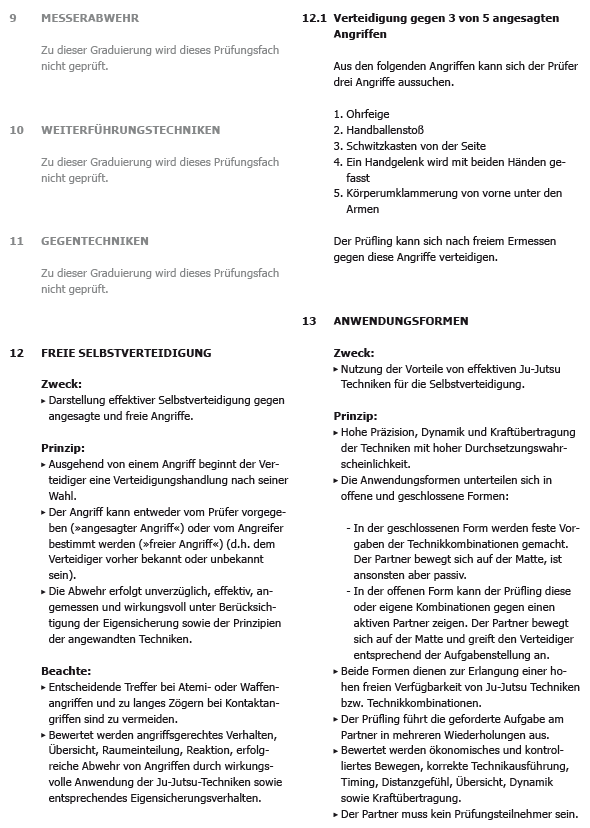 9 MESSERABWEHR
Zu dieser Graduierung wird dieses Prüfungsfach
nicht geprüft.
10 WEITERFÜHRUNGSTECHNIKEN
Zu dieser Graduierung wird dieses Prüfungsfach
nicht geprüft.
11 GEGENTECHNIKEN
Zu dieser Graduierung wird dieses Prüfungsfach
nicht geprüft.
12 FREIE SELBSTVERTEIDIGUNG
Zweck:
▸ Darstellung effektiver Selbstverteidigung gegen
angesagte und freie Angriffe.
Prinzip:
▸ Ausgehend von einem Angriff beginnt der Ver-
teidiger eine Verteidigungshandlung nach seiner
Wahl.
▸ Der Angriff kann entweder vom Prüfer vorgege-
ben (»angesagter Angriff«) oder vom Angreifer
bestimmt werden (»freier Angriff«) (d.h. dem
Verteidiger vorher bekannt oder unbekannt
sein).
▸ Die Abwehr erfolgt unverzüglich, effektiv, an-
gemessen und wirkungsvoll unter Berücksich-
tigung der Eigensicherung sowie der Prinzipien
der angewandten Techniken.
Beachte:
▸ Entscheidende Treffer bei Atemi- oder Waffen-
angriffen und zu langes Zögern bei Kontaktan-
griffen sind zu vermeiden.
▸ Bewertet werden angriffsgerechtes Verhalten,
Übersicht, Raumeinteilung, Reaktion, erfolg-
reiche Abwehr von Angriffen durch wirkungs-
volle Anwendung der Ju-Jutsu-Techniken sowie
entsprechendes Eigensicherungsverhalten.
12.1 Verteidigung gegen 3 von 5 angesagten
Angriffen
Aus den folgenden Angriffen kann sich der Prüfer
drei Angriffe aussuchen.
1. Ohrfeige
2. Handballenstoß
3. Schwitzkasten von der Seite
4. Ein Handgelenk wird mit beiden Händen ge-
fasst
5. Körperumklammerung von vorne unter den
Armen
Der Prüfling kann sich nach freiem Ermessen
gegen diese Angriffe verteidigen.
13 ANWENDUNGSFORMEN
Zweck:
▸ Nutzung der Vorteile von effektiven Ju-Jutsu
Techniken für die Selbstverteidigung.
Prinzip:
▸ Hohe Präzision, Dynamik und Kraftübertragung
der Techniken mit hoher Durchsetzungswahr-
scheinlichkeit.
▸ Die Anwendungsformen unterteilen sich in
offene und geschlossene Formen:
- In der geschlossenen Form werden feste Vor-
gaben der Technikkombinationen gemacht.
Der Partner bewegt sich auf der Matte, ist
ansonsten aber passiv.
- In der offenen Form kann der Prüfling diese
oder eigene Kombinationen gegen einen
aktiven Partner zeigen. Der Partner bewegt
sich auf der Matte und greift den Verteidiger
entsprechend der Aufgabenstellung an.
▸ Beide Formen dienen zur Erlangung einer ho-
hen freien Verfügbarkeit von Ju-Jutsu Techniken
bzw. Technikkombinationen.
▸ Der Prüfling führt die geforderte Aufgabe am
Partner in mehreren Wiederholungen aus.
▸ Bewertet werden ökonomisches und kontrol-
liertes Bewegen, korrekte Technikausführung,
Timing, Distanzgefühl, Übersicht, Dynamik
sowie Kraftübertragung.
▸ Der Partner muss kein Prüfungsteilnehmer sein.